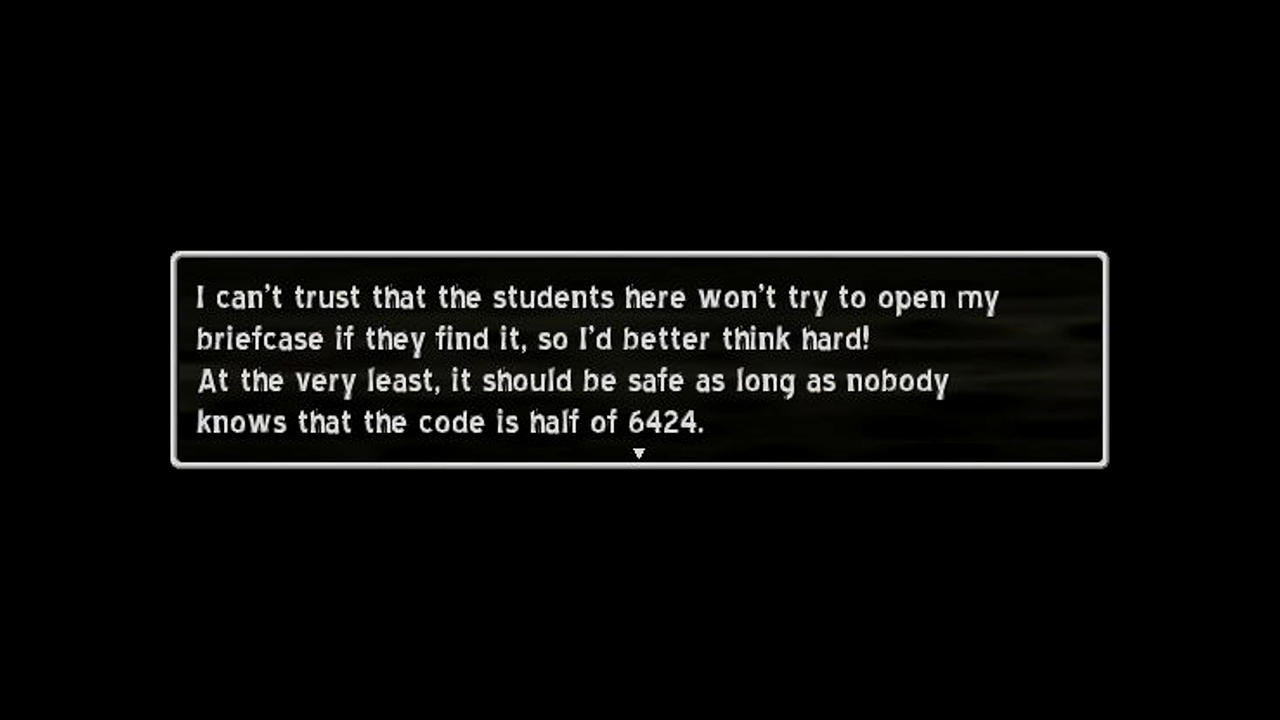 I can't trust that the students here won't try to open my
briefcase if they find it, so I'd better think hard!
At the very least, it should be safe as long as nobody
knows that the code is half of 6424.